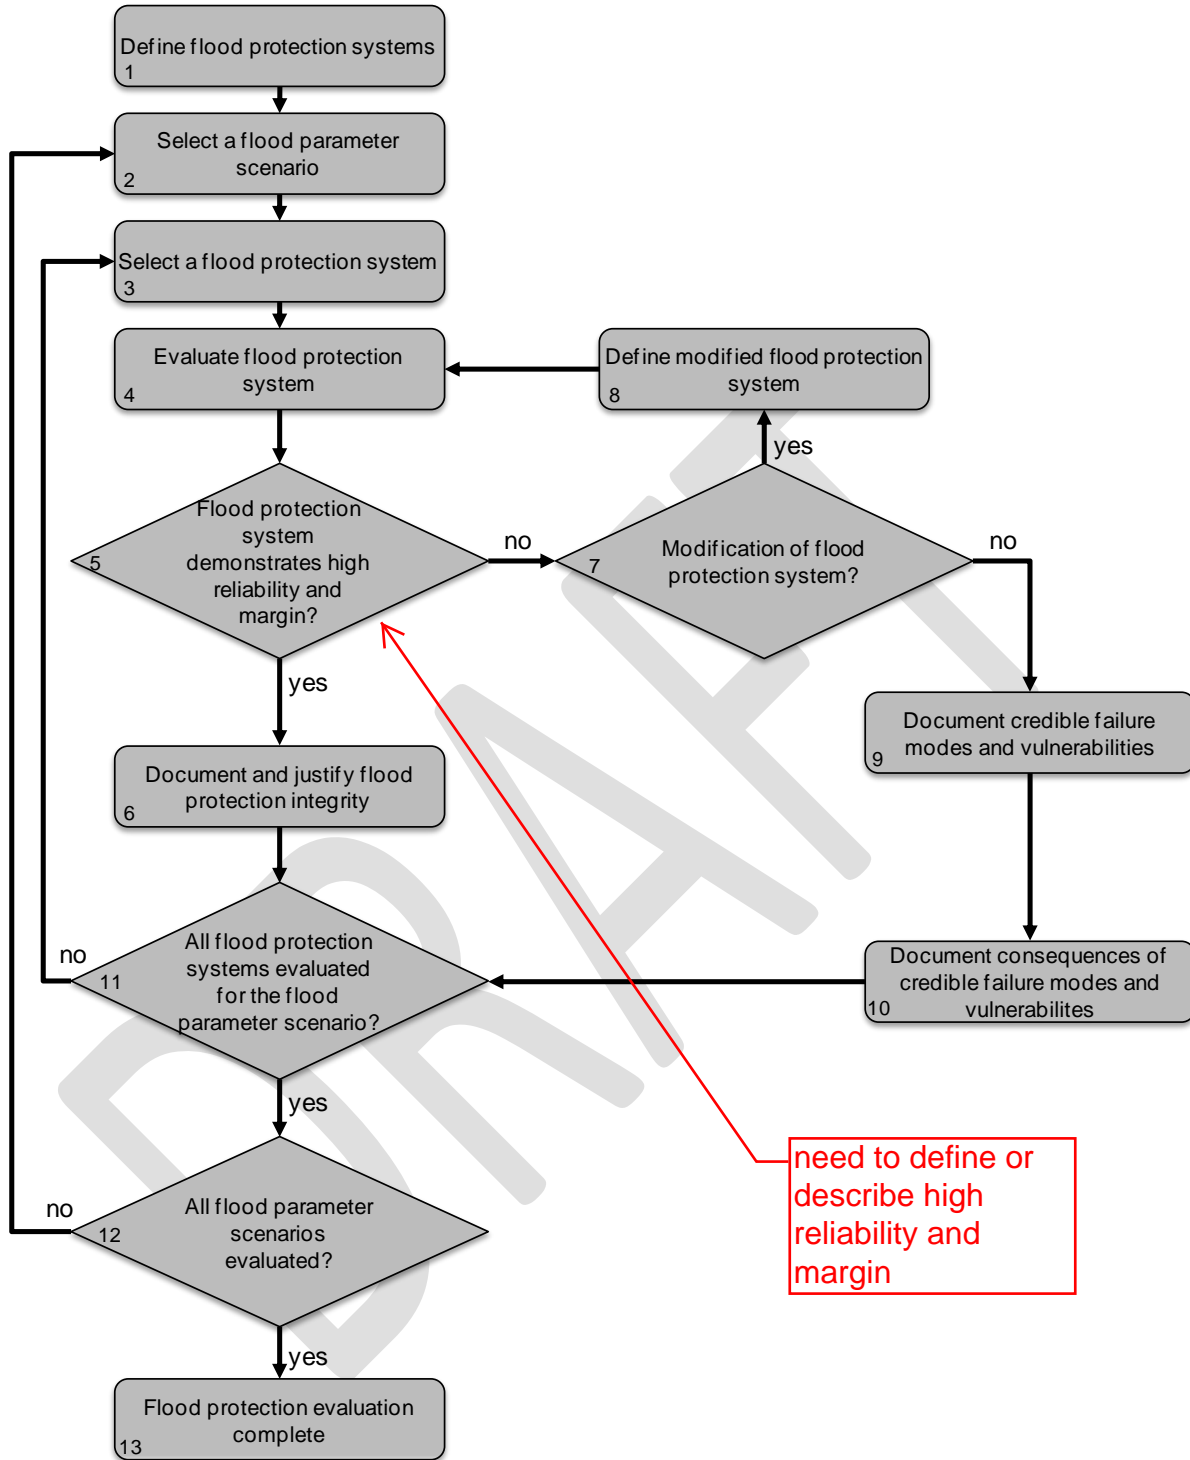 Define flood protection systems
1
Select a flood parameter
scenario
2
Select a flood protection system
3
Evaluate flood protection
system
4
Define modified flood protection
system
8
yes
Flood protection
system
demonstrates high
reliability and
margin?
5
no
Modification of flood
protection system?
7
no
yes
Document credible failure
modes and vulnerabilities
9
Document and justify flood
protection integrity
6
no
All flood protection
systems evaluated
for the flood
parameter scenario?
11
Document consequences of
credible failure modes and
vulnerabilites
10
yes
need to define or
describe high
reliability and
margin
no
All flood parameter
scenarios
evaluated?
12
yes
Flood protection evaluation
complete
13
DRAFT